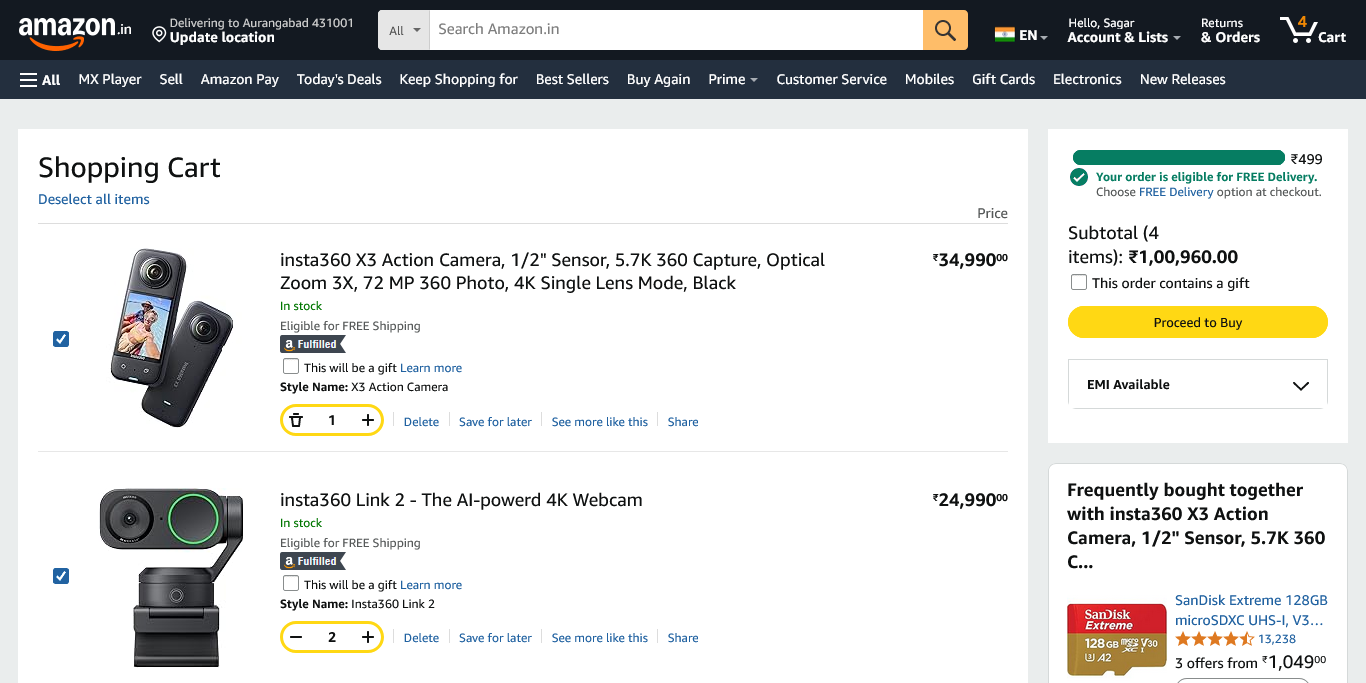 amazon.in
Delivering to Aurangabad 431001
Update location
All
Search Amazon.in
EN
Hello, Sagar
Account & Lists
Returns
& Orders
4
Cart
All
MX Player
Sell
Amazon Pay
Today's Deals
Keep Shopping for
Best Sellers
Buy Again
Prime
Customer Service
Mobiles
Gift Cards
Electronics
New Releases
Shopping Cart
Deselect all items
Price
insta360 X3 Action Camera, 1/2" Sensor, 5.7K 360 Capture, Optical
Zoom 3X, 72 MP 360 Photo, 4K Single Lens Mode, Black
₹34,99000
In stock
Eligible for FREE Shipping
a Fulfilled
This will be a gift Learn more
Style Name: X3 Action Camera
1
Delete
Save for later
See more like this
Share
insta360 Link 2 - The AI-powerd 4K Webcam
₹24,99000
In stock
Eligible for FREE Shipping
a Fulfilled
This will be a gift Learn more
Style Name: Insta360 Link 2
2
Delete
Save for later
See more like this
Share
₹499
Your order is eligible for FREE Delivery.
Choose FREE Delivery option at checkout.
Subtotal (4
items): ₹1,00,960.00
This order contains a gift
Proceed to Buy
EMI Available
Frequently bought together
with insta360 X3 Action
Camera, 1/2" Sensor, 5.7K 360
C...
SanDisk
Extreme
128GB microSD XC I V30
U3 A2
SanDisk Extreme 128GB
microSDXC UHS-I, V3...
13,238
3 offers from ₹1,04900